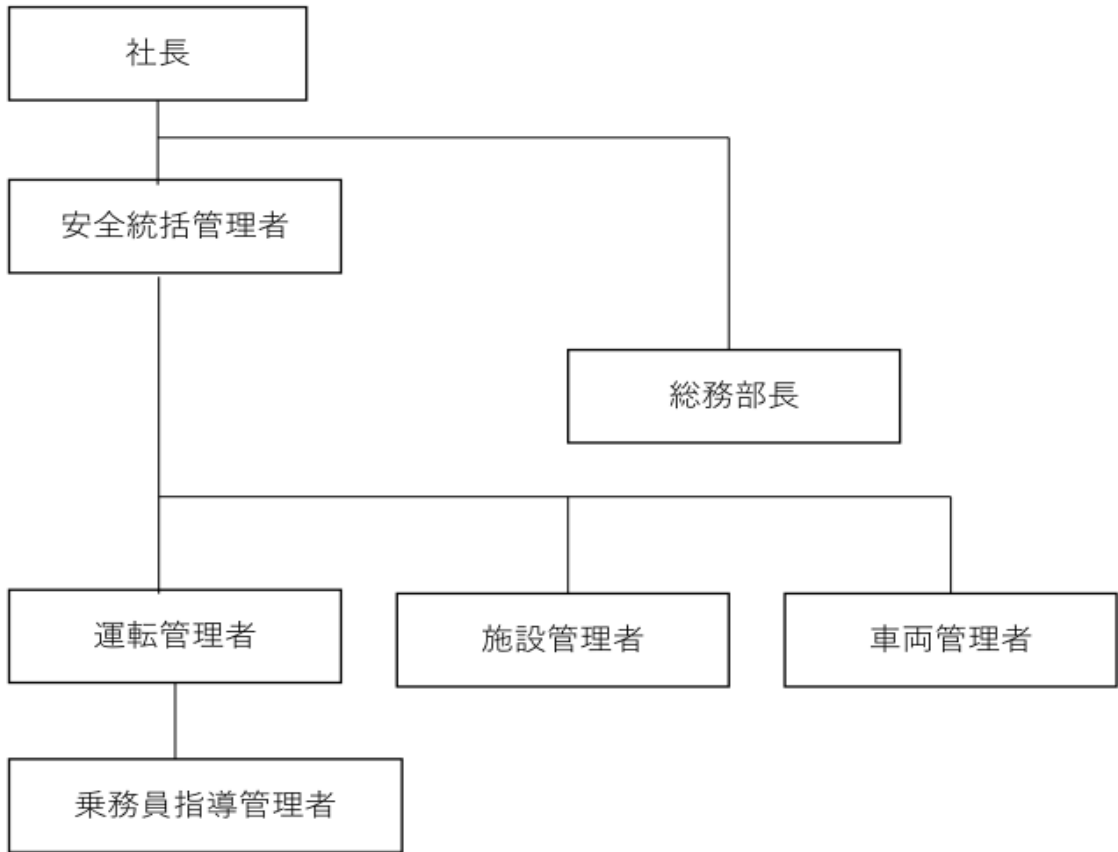 社長
安全統括管理者
総務部長
運転管理者
施設管理者
車両管理者
乗務員指導管理者